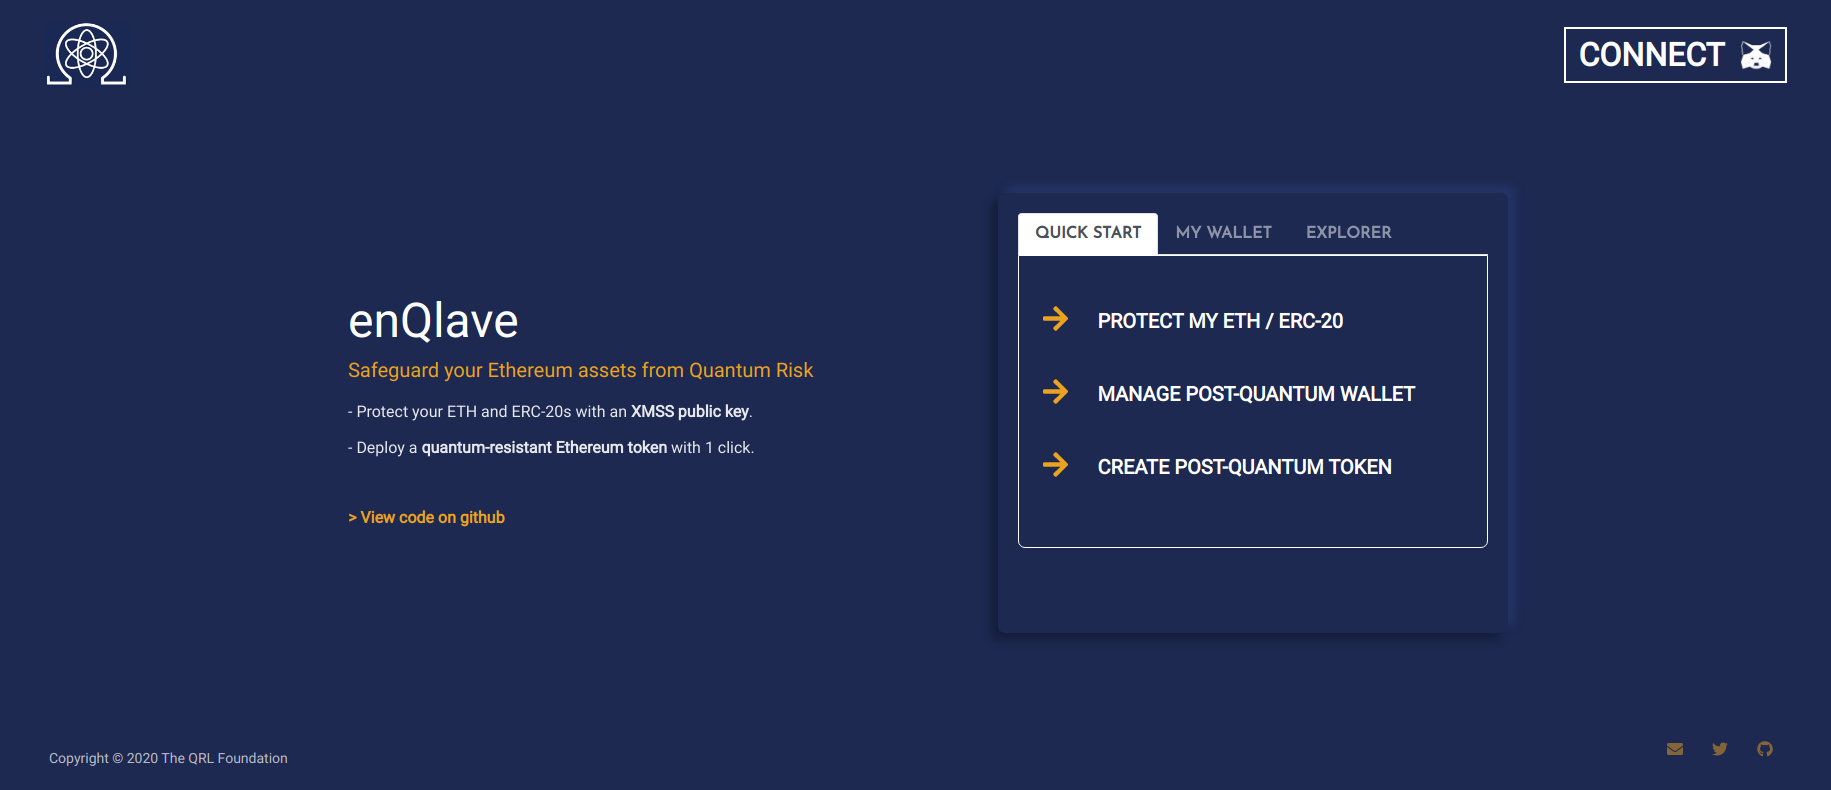 CONNECT
QUICK START MY WALLET EXPLORER
enQlave
Safeguard your Ethereum assets from Quantum Risk
- Protect your ETH and ERC-20s with an XMSS public key.
- Deploy a quantum-resistant Ethereum token with 1 click.
> View code on github
PROTECT MY ETH / ERC-20
MANAGE POST-QUANTUM WALLET
CREATE POST-QUANTUM TOKEN
Copyright © 2020 The QRL Foundation